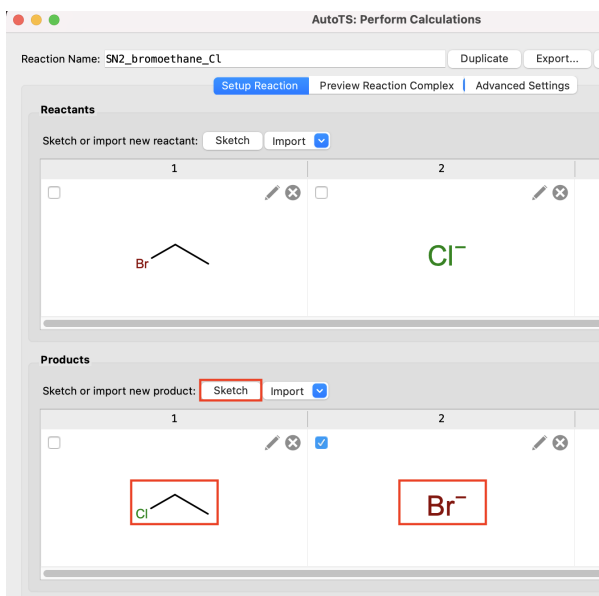 AutoTS: Perform Calculations
Reaction Name: SN2_bromoethane_Cl Duplicate Export...
Setup Reaction Preview Reaction Complex Advanced Settings
Reactants
Sketch or import new reactant: Sketch Import
1 2
Br Cl⁻
Products
Sketch or import new product: Sketch Import
1 2
Cl Br⁻